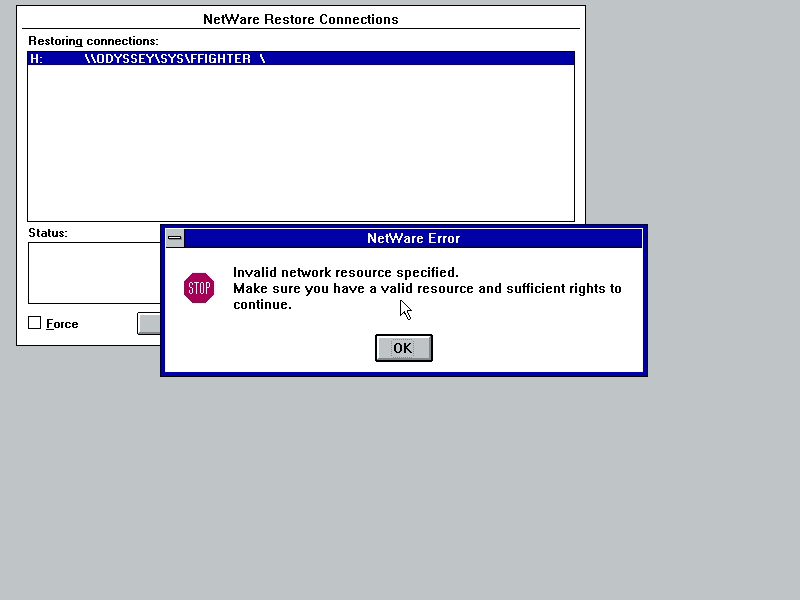 NetWare Restore Connections
Restoring connections:
H: \\ODYSSEY\SYS\FFIGHTER \
Status:
NetWare Error
STOP
Invalid network resource specified.
Make sure you have a valid resource and sufficient rights to
continue.
Force
OK